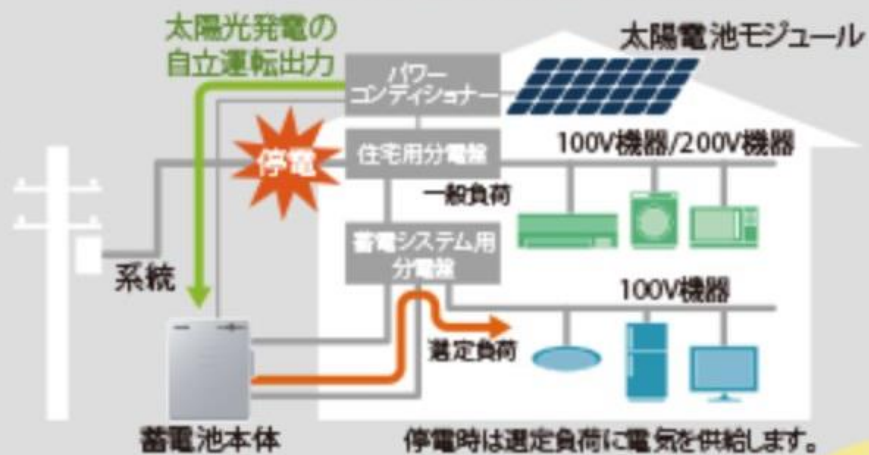 太陽光発電の
自立運転出力
太陽電池モジュール
パワー
コンディショナー
停電
住宅用分電盤
100V機器/200V機器
一般負荷
蓄電システム用
分電盤
系統
100V機器
選定負荷
蓄電池本体
停電時は選定負荷に電気を供給します。